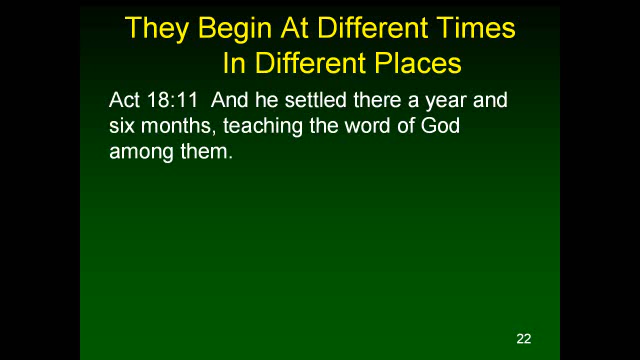 They Begin At Different Times
In Different Places
Act 18:11  And he settled there a year and
six months, teaching the word of God
among them.
22